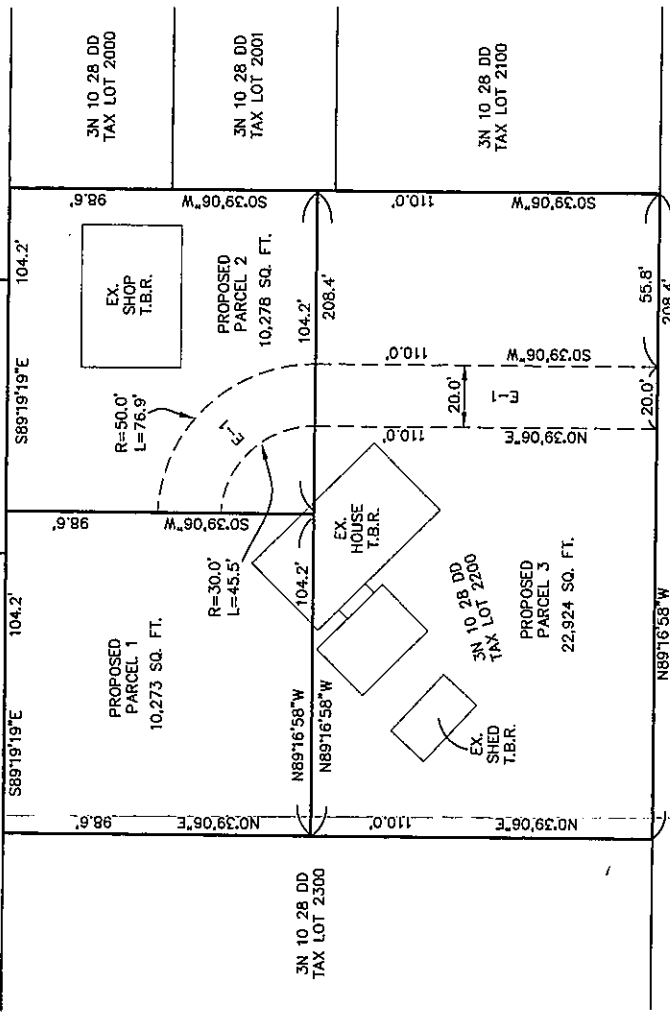 S89°19'19"E 104.2'
S89°19'19"E 104.2'
98.6'
N0°39'06"E
98.6'
S0°39'06"W
98.6'
S0°39'06"W
PROPOSED
PARCEL 1
10,273 SQ. FT.
R=50.0'
L=76.9'
E-1
R=30.0'
L=45.5'
EX.
SHOP
T.B.R.
PROPOSED
PARCEL 2
10,278 SQ. FT.
3N 10 28 DD
TAX LOT 2000
3N 10 28 DD
TAX LOT 2001
3N 10 28 DD
TAX LOT 2100
N89°16'58"W 104.2'
N89°16'58"W
104.2'
208.4'
3N 10 28 DD
TAX LOT 2300
EX.
HOUSE
T.B.R.
EX.
SHED
T.B.R.
3N 10 28 DD
TAX LOT 2200
PROPOSED
PARCEL 3
22,924 SQ. FT.
110.0'
N0°39'06"E
110.0'
N0°39'06"E
20.0'
E-1
110.0'
S0°39'06"W
110.0'
S0°39'06"W
20.0'
55.8'
N89°16'58"W
208.4'